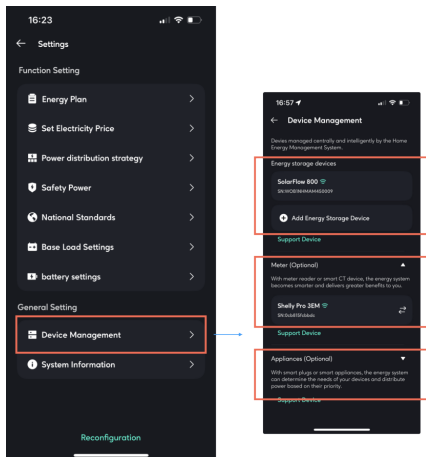 16:23
Settings
Function Setting
Energy Plan
Set Electricity Price
Power distribution strategy
Safety Power
National Standards
Base Load Settings
battery settings
General Setting
Device Management
System Information
Reconfiguration
16:57
Device Management
Devies managed centrally and intelligently by the Home
Energy Management System.
Energy storage devices
SolarFlow 800
Add Energy Storage Device
Support Device
Meter (Optional)
With meter reader or smart CT device, the energy system
becomes smarter and delivers greater benefits to you.
Shelly Pro 3EM
Support Device
Appliances (Optional)
With smart plugs or smart appliances, the energy system
can determine the needs of your devices and distribute
power based on their priority.
Support Device